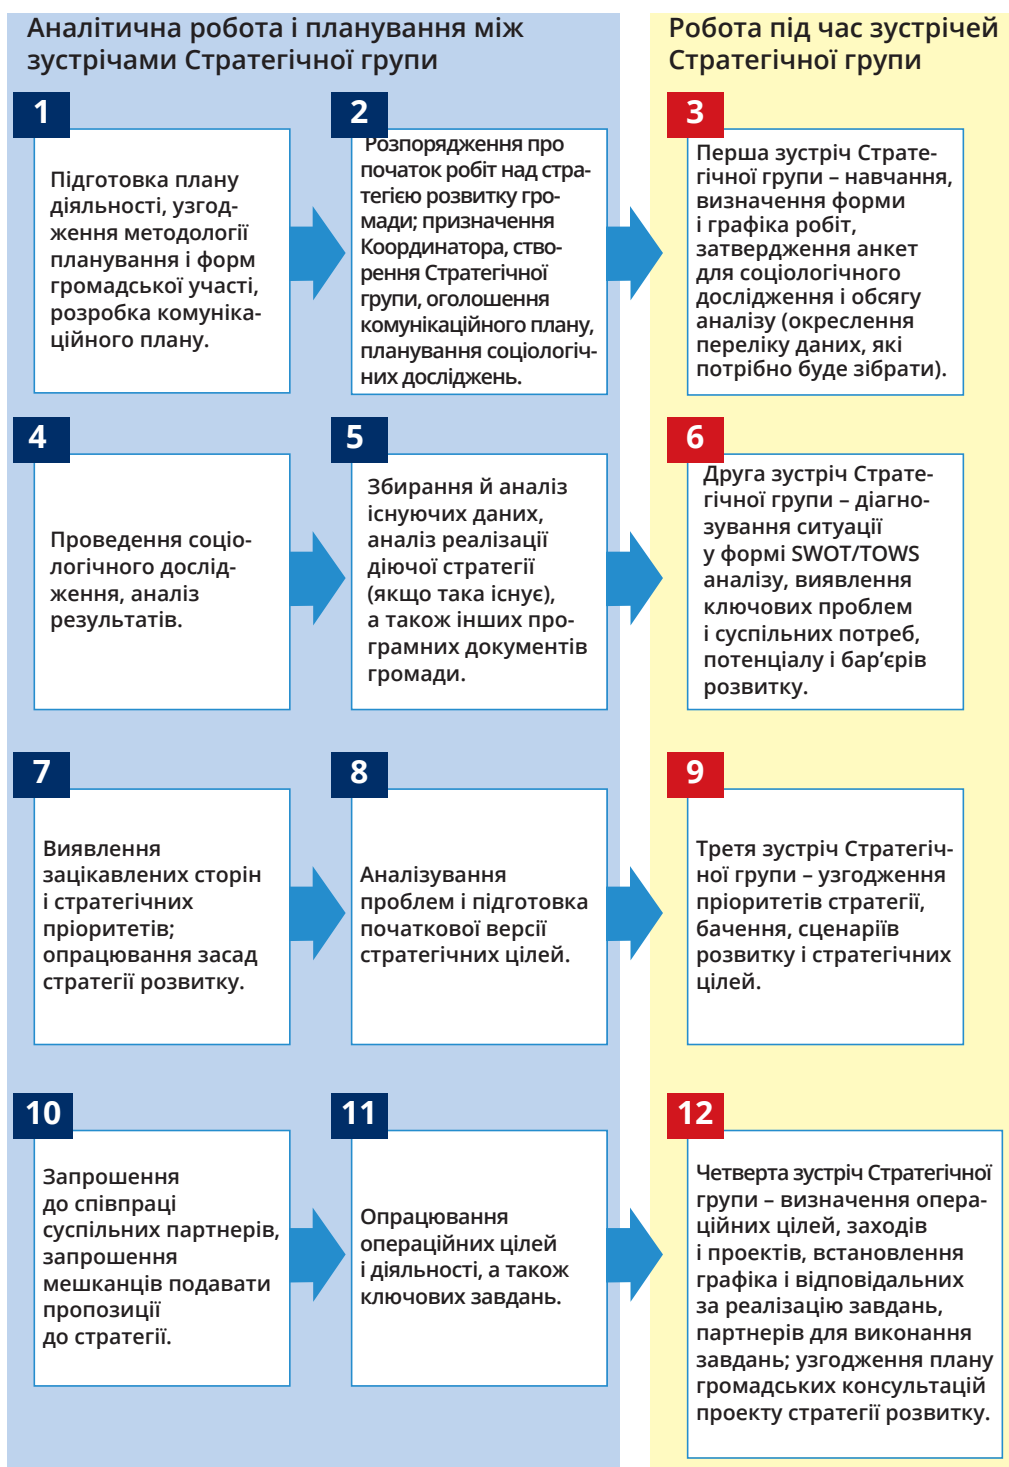 Аналітична робота і планування між
зустрічами Стратегічної групи
Робота під час зустрічей
Стратегічної групи
1
Підготовка плану
діяльності, узгод-
ження методології
планування і форм
громадської участі,
розробка комуніка-
ційного плану.
2
Розпорядження про
початок робіт над стра-
тегією розвитку гро-
мади; призначення
Координатора, ство-
рення Стратегічної
групи, оголошення
комунікаційного плану,
планування соціологіч-
них досліджень.
3
Перша зустріч Страте-
гічної групи – навчання,
визначення форми
і графіка робіт,
затвердження анкет
для соціологічного
дослідження і обсягу
аналізу (окреслення
переліку даних, які
потрібно буде зібрати).
4
Проведення соціо-
логічного дослід-
ження, аналіз
результатів.
5
Збирання й аналіз
існуючих даних,
аналіз реалізації
діючої стратегії
(якщо така існує),
а також інших про-
грамних документів
громади.
6
Друга зустріч Страте-
гічної групи – діагно-
зування ситуації
у формі SWOT/TOWS
аналізу, виявлення
ключових проблем
і суспільних потреб,
потенціалу і бар’єрів
розвитку.
7
Виявлення
зацікавлених сторін
і стратегічних
пріоритетів;
опрацювання засад
стратегії розвитку.
8
Аналізування
проблем і підготовка
початкової версії
стратегічних цілей.
9
Третя зустріч Стратегіч-
ної групи – узгодження
пріоритетів стратегії,
бачення, сценаріїв
розвитку і стратегічних
цілей.
10
Запрошення
до співпраці
суспільних партнерів,
запрошення
мешканців подавати
пропозиції
до стратегії.
11
Опрацювання
операційних цілей
і діяльності, а також
ключових завдань.
12
Четверта зустріч Стратегічної
групи – визначення опера-
ційних цілей, заходів
і проектів, встановлення
графіка і відповідальних
за реалізацію завдань,
партнерів для виконання
завдань; узгодження плану
громадських консультацій
проекту стратегії розвитку.